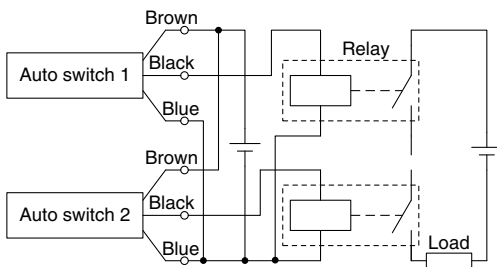 Brown
Relay
Auto switch 1
Black
Blue
Brown
Auto switch 2
Black
Blue
Load